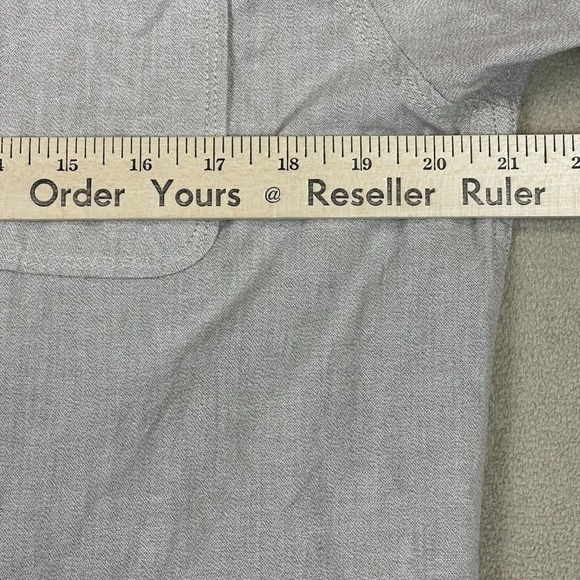 15 16 17 18 19 20 21
Order Yours @ Reseller Ruler